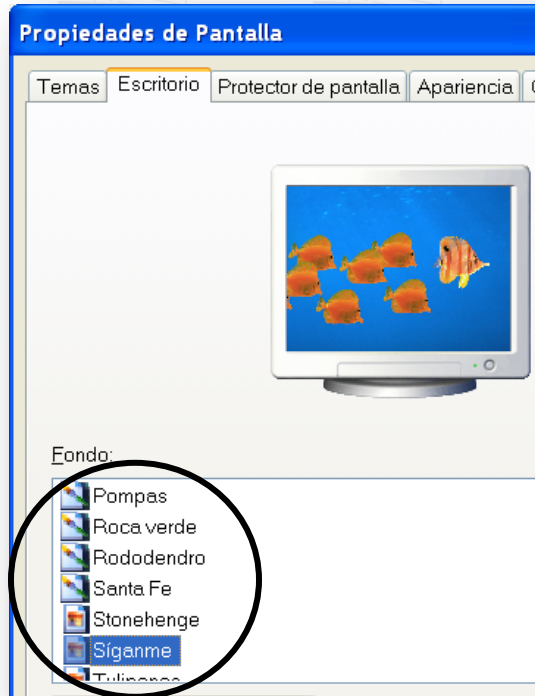 Propiedades de Pantalla
Temas Escritorio Protector de pantalla Apariencia
Fondo:
Pompas
Roca verde
Rododendro
Santa Fe
Stonehenge
Síganme